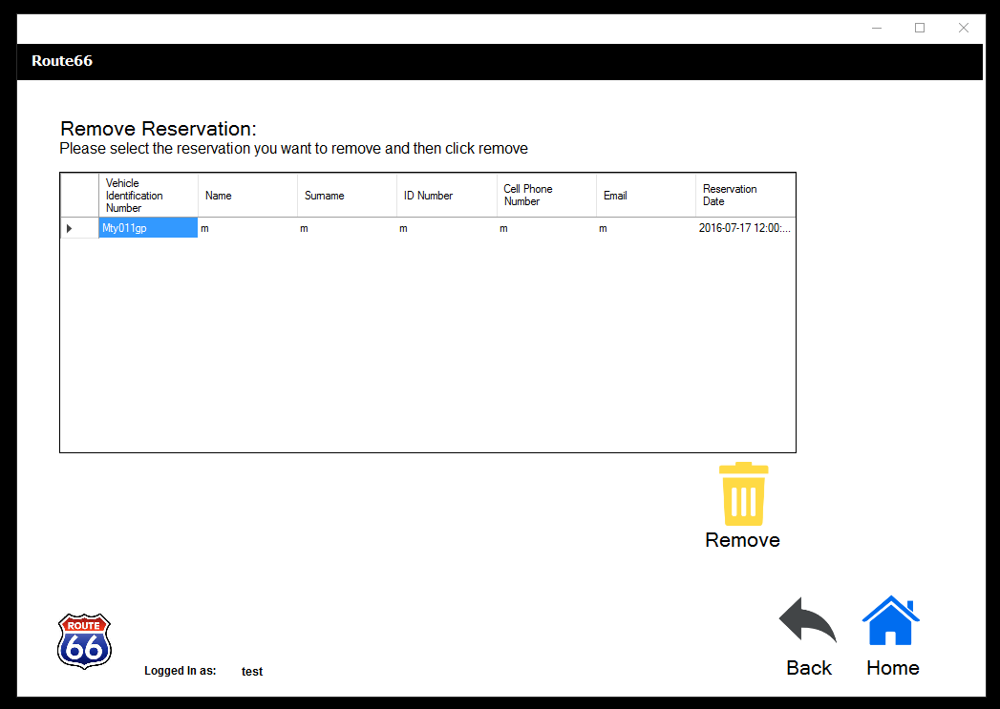 Route66
Remove Reservation:
Please select the reservation you want to remove and then click remove
Vehicle
Identification
Number
Name
Surname
ID Number
Cell Phone
Number
Email
Reservation
Date
Mty011gp
m
m
m
m
m
2016-07-17 12:00:...
Remove
ROUTE
66
Logged In as: test
Back
Home